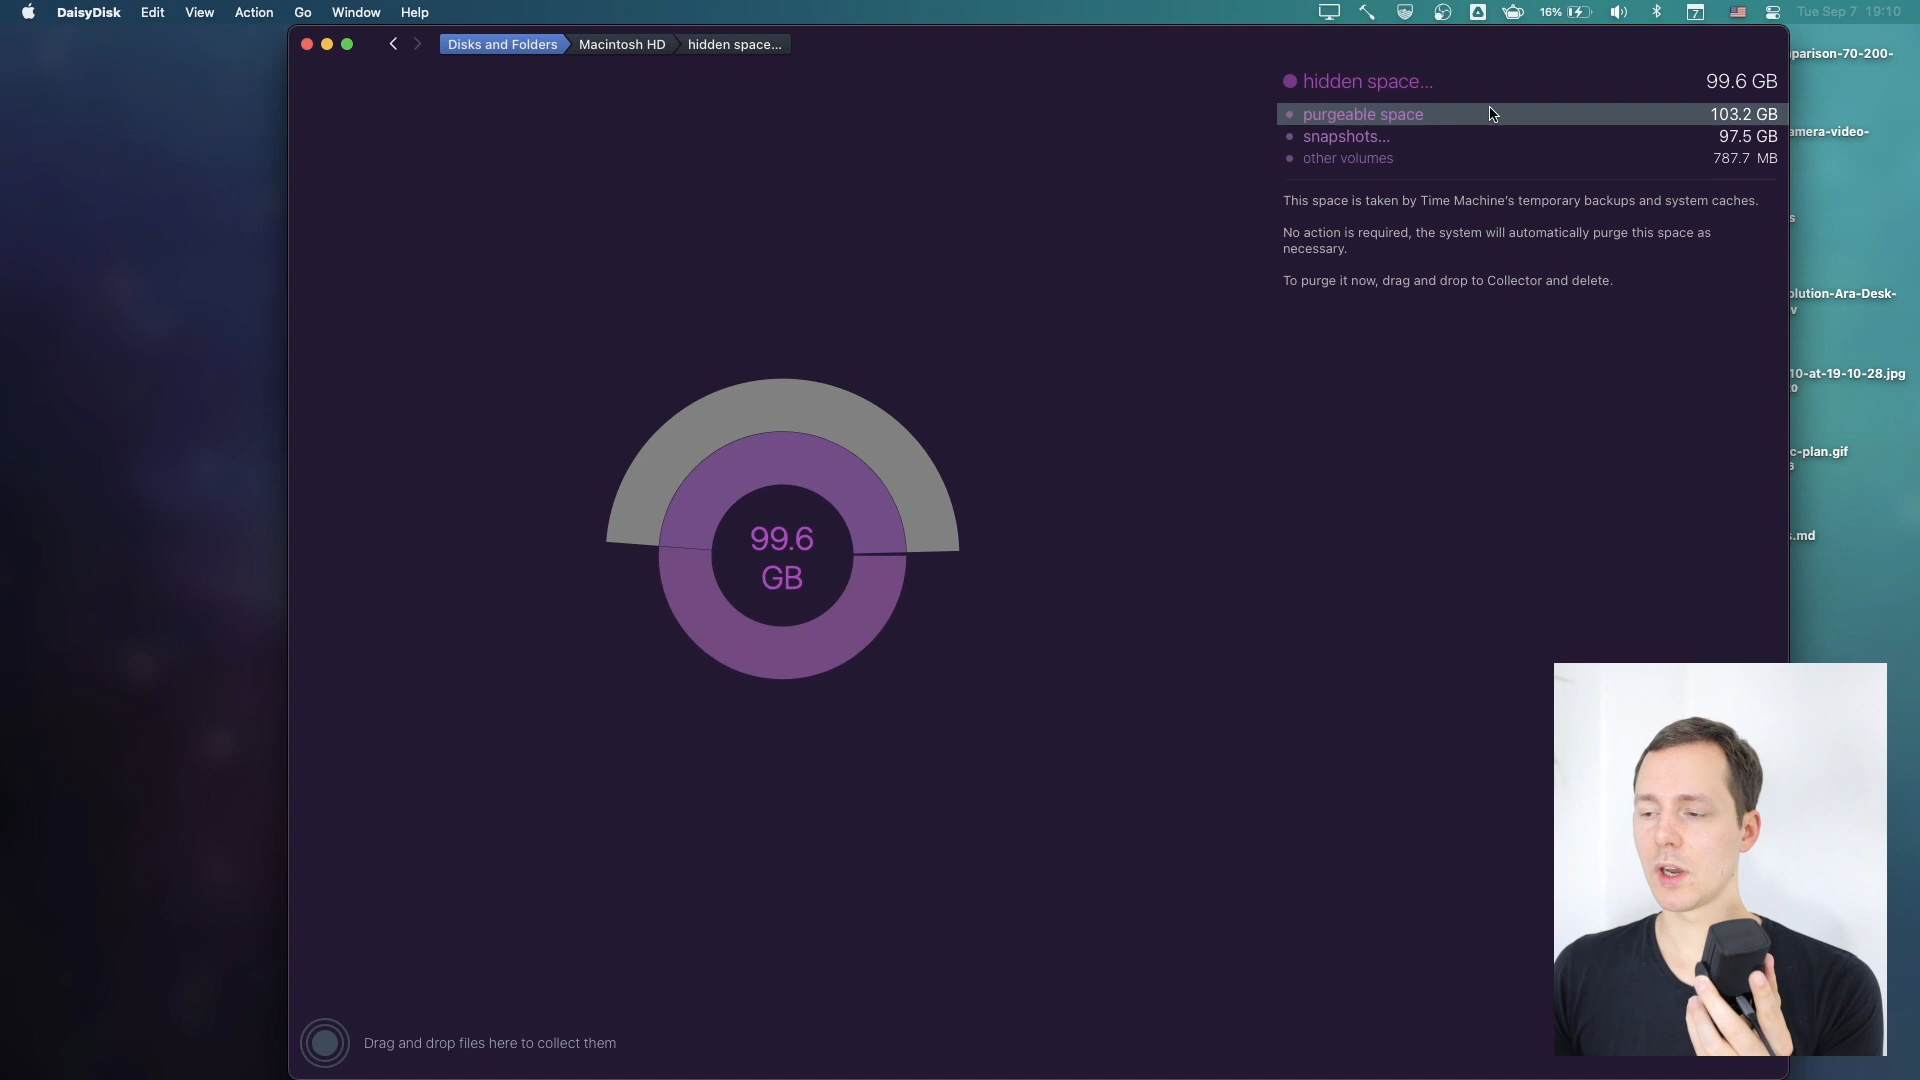 DaisyDisk Edit View Action Go Window Help
16%
7
Tue Sep 7 19:10
Disks and Folders
Macintosh HD
hidden space...
hidden space... 99.6 GB
purgeable space 103.2 GB
snapshots... 97.5 GB
other volumes 787.7 MB
This space is taken by Time Machine's temporary backups and system caches.
No action is required, the system will automatically purge this space as
necessary.
To purge it now, drag and drop to Collector and delete.
99.6
GB
Drag and drop files here to collect them
parison-70-200-
amera-video-
s
olution-Ara-Desk-
v
10-at-19-10-28.jpg
c-plan.gif
.md